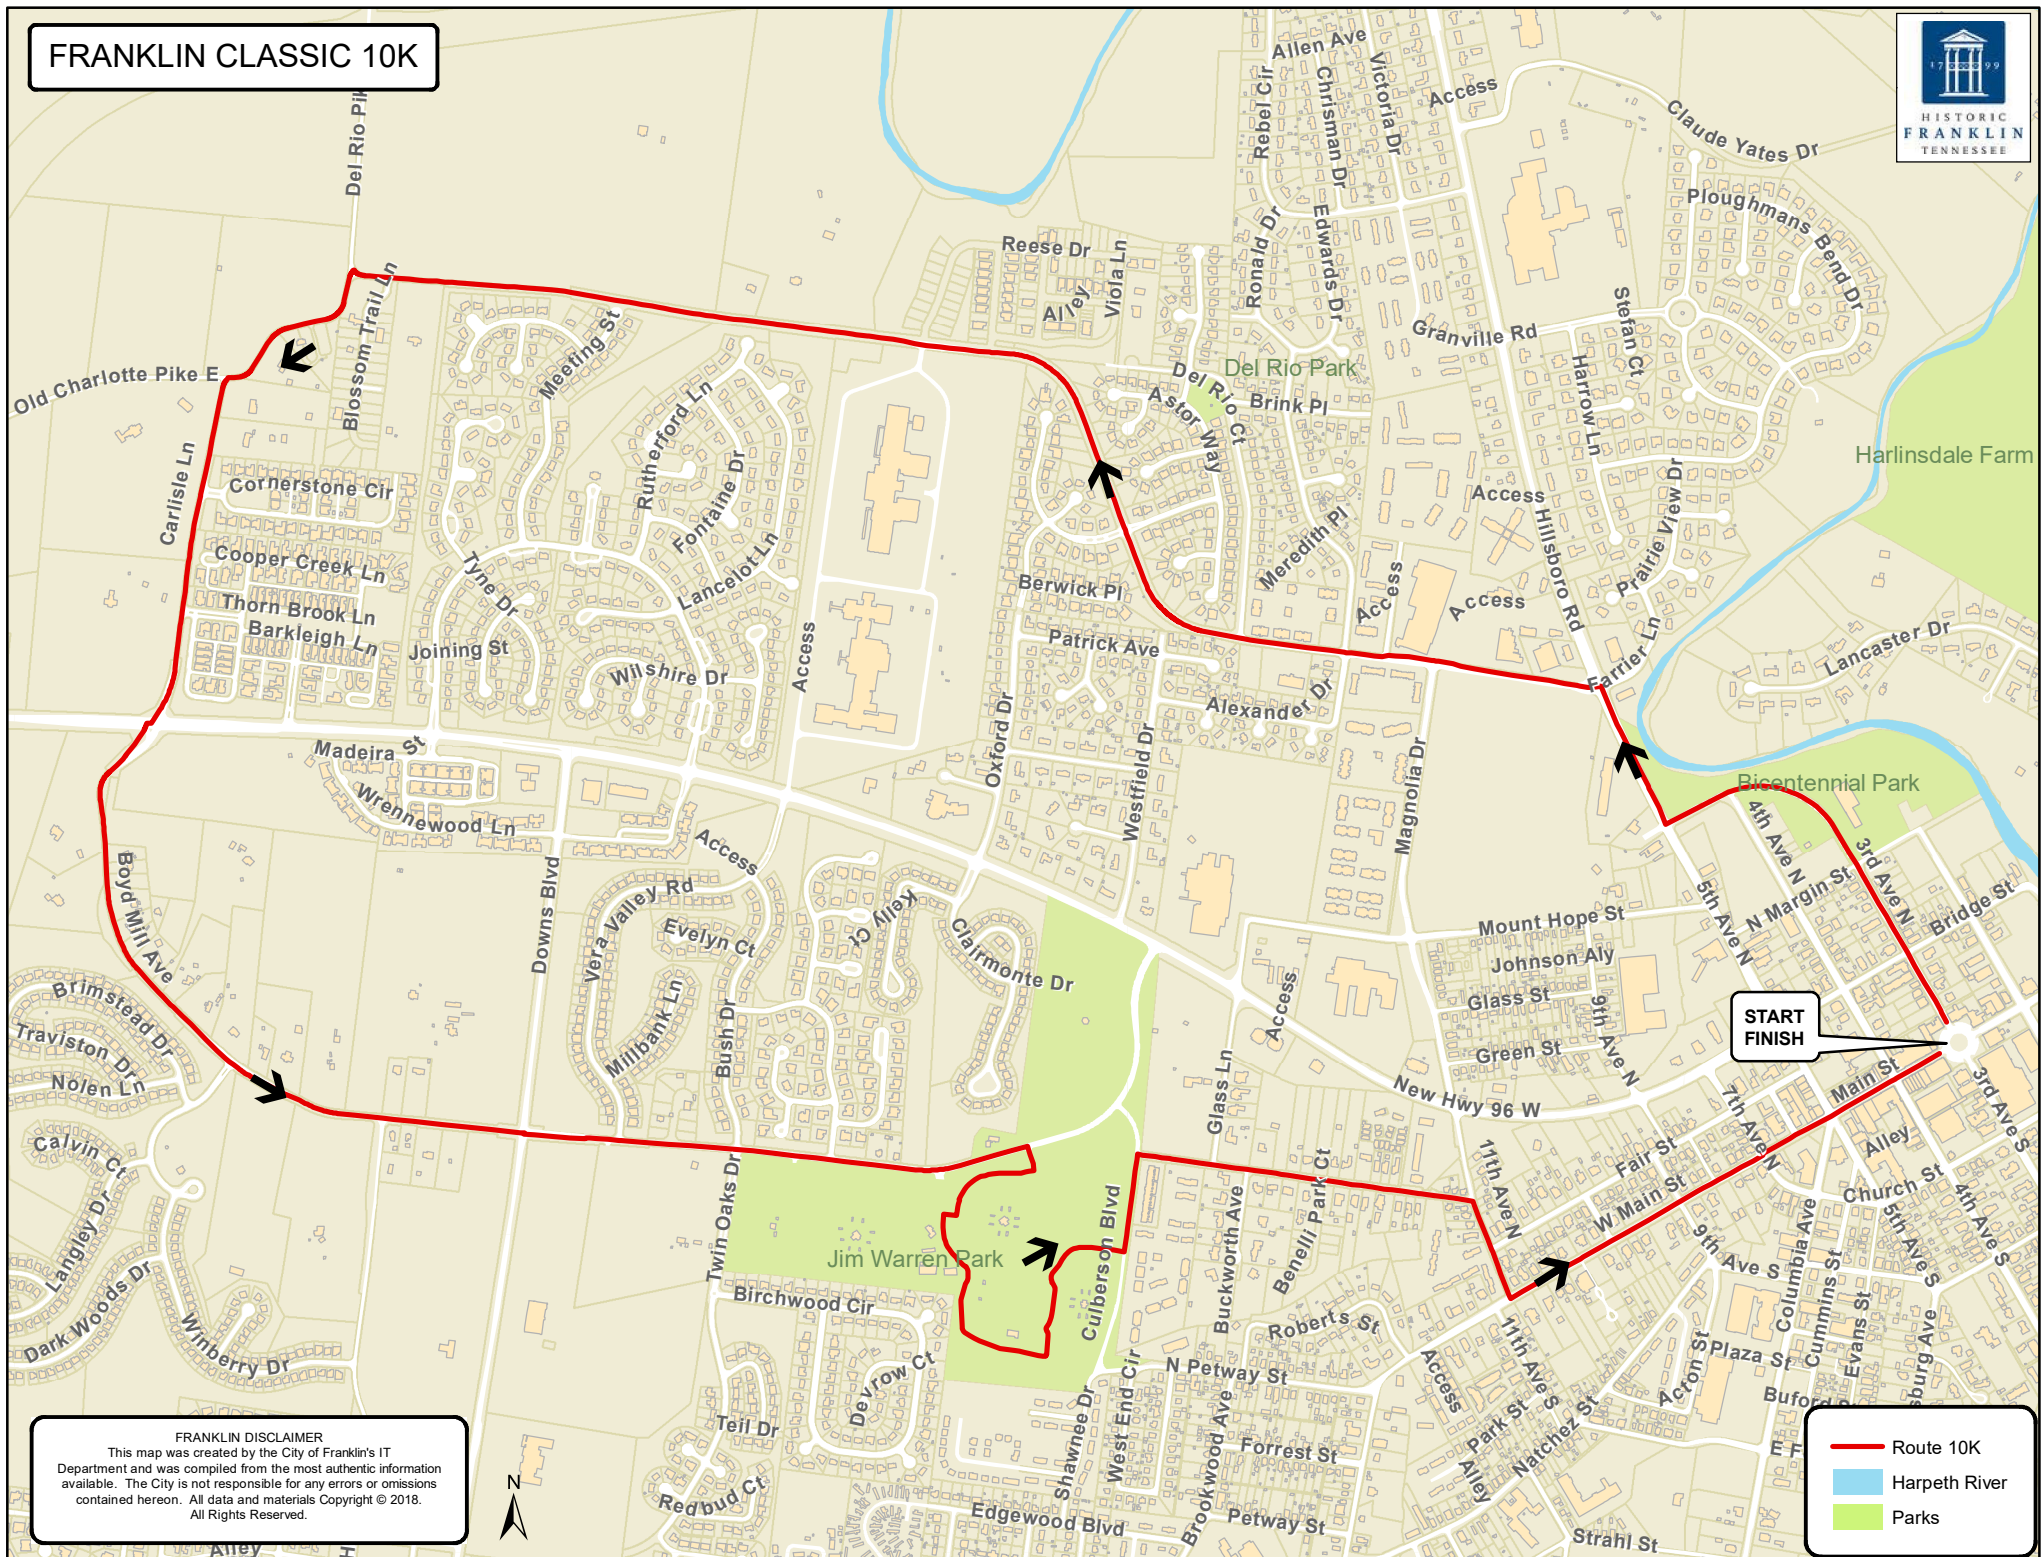 FRANKLIN CLASSIC 10K
1799
HISTORIC
FRANKLIN
TENNESSEE
Allen Ave
Rebel Cir
Chrisman Dr
Victoria Dr
Access
Claude Yates Dr
Del Rio Pik
Ploughmans Bend Dr
Reese Dr
Viola Ln
Alley
Ronald Dr
Edwards Dr
Stefan Ct
Granville Rd
Harrow Ln
Blossom Trail Ln
Meeting St
Old Charlotte Pike E
Del Rio Park
Del Rio Ct
Brink Pl
Astor Way
Rutherford Ln
Fontaine Dr
Carlisle Ln
Cornerstone Cir
Harlinsdale Farm
Access
Hillsboro Rd
Prairie View Dr
Meredith Pl
Cooper Creek Ln
Tyne Dr
Lancelot Ln
Berwick Pl
Access
Access
Thorn Brook Ln
Barkleigh Ln
Joining St
Wilshire Dr
Access
Patrick Ave
Farrier Ln
Lancaster Dr
Alexander Dr
Oxford Dr
Westfield Dr
Magnolia Dr
Madeira St
Wrennewood Ln
Bicentennial Park
4th Ave N
3rd Ave N
N Margin St
Bridge St
5th Ave N
Access
Downs Blvd
Boyd Mill Ave
Vera Valley Rd
Evelyn Ct
Kelly Ct
Clairmonte Dr
Mount Hope St
Johnson Aly
Glass St
9th Ave N
Green St
Access
Glass Ln
New Hwy 96 W
START
FINISH
Brimstead Dr
Traviston Dr
Nolen Ln
Millbank Ln
Bush Dr
Main St
3rd Ave S
7th Ave N
Alley
Fair St
11th Ave N
W Main St
Church St
4th Ave S
5th Ave S
Calvin Ct
Langley Dr
Dark Woods Dr
Winberry Dr
Twin Oaks Dr
Jim Warren Park
Culberson Blvd
Buckworth Ave
Benelli Park Ct
9th Ave S
Columbia Ave
Cummins St
Evans St
sburg Ave
Birchwood Cir
Devrow Ct
Roberts St
N Petway St
Access
11th Ave S
Acton St
Plaza St
Buford
Park St
Natchez St
Alley
Teil Dr
Redbud Ct
Shawnee Dr
West End Cir
Brookwood Ave
Forrest St
Petway St
Edgewood Blvd
Strahl St
E F
Alley
H
N
FRANKLIN DISCLAIMER
This map was created by the City of Franklin's IT
Department and was compiled from the most authentic information
available. The City is not responsible for any errors or omissions
contained hereon. All data and materials Copyright © 2018.
All Rights Reserved.
Route 10K
Harpeth River
Parks